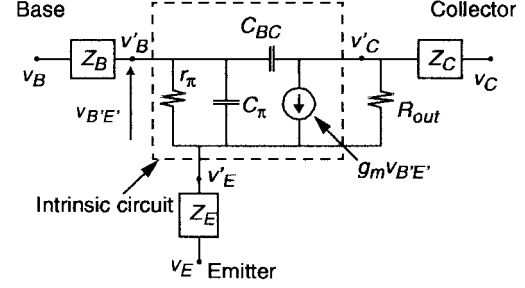 Base
Collector
C_BC
v'_B
v'_C
Z_B
Z_C
v_B
v_C
r_π
C_π
R_out
v_B'E'
g_m v_B'E'
v'_E
Intrinsic circuit
Z_E
v_E
Emitter